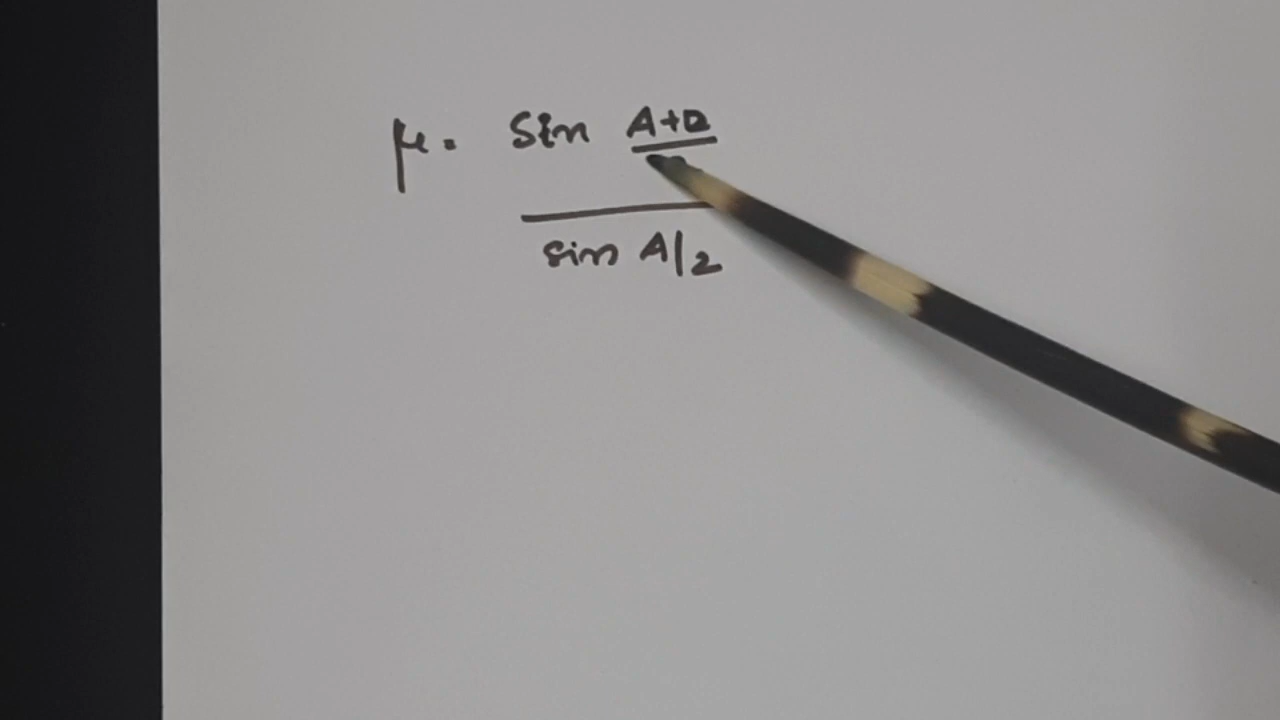 μ = sin A+D
sin A/2